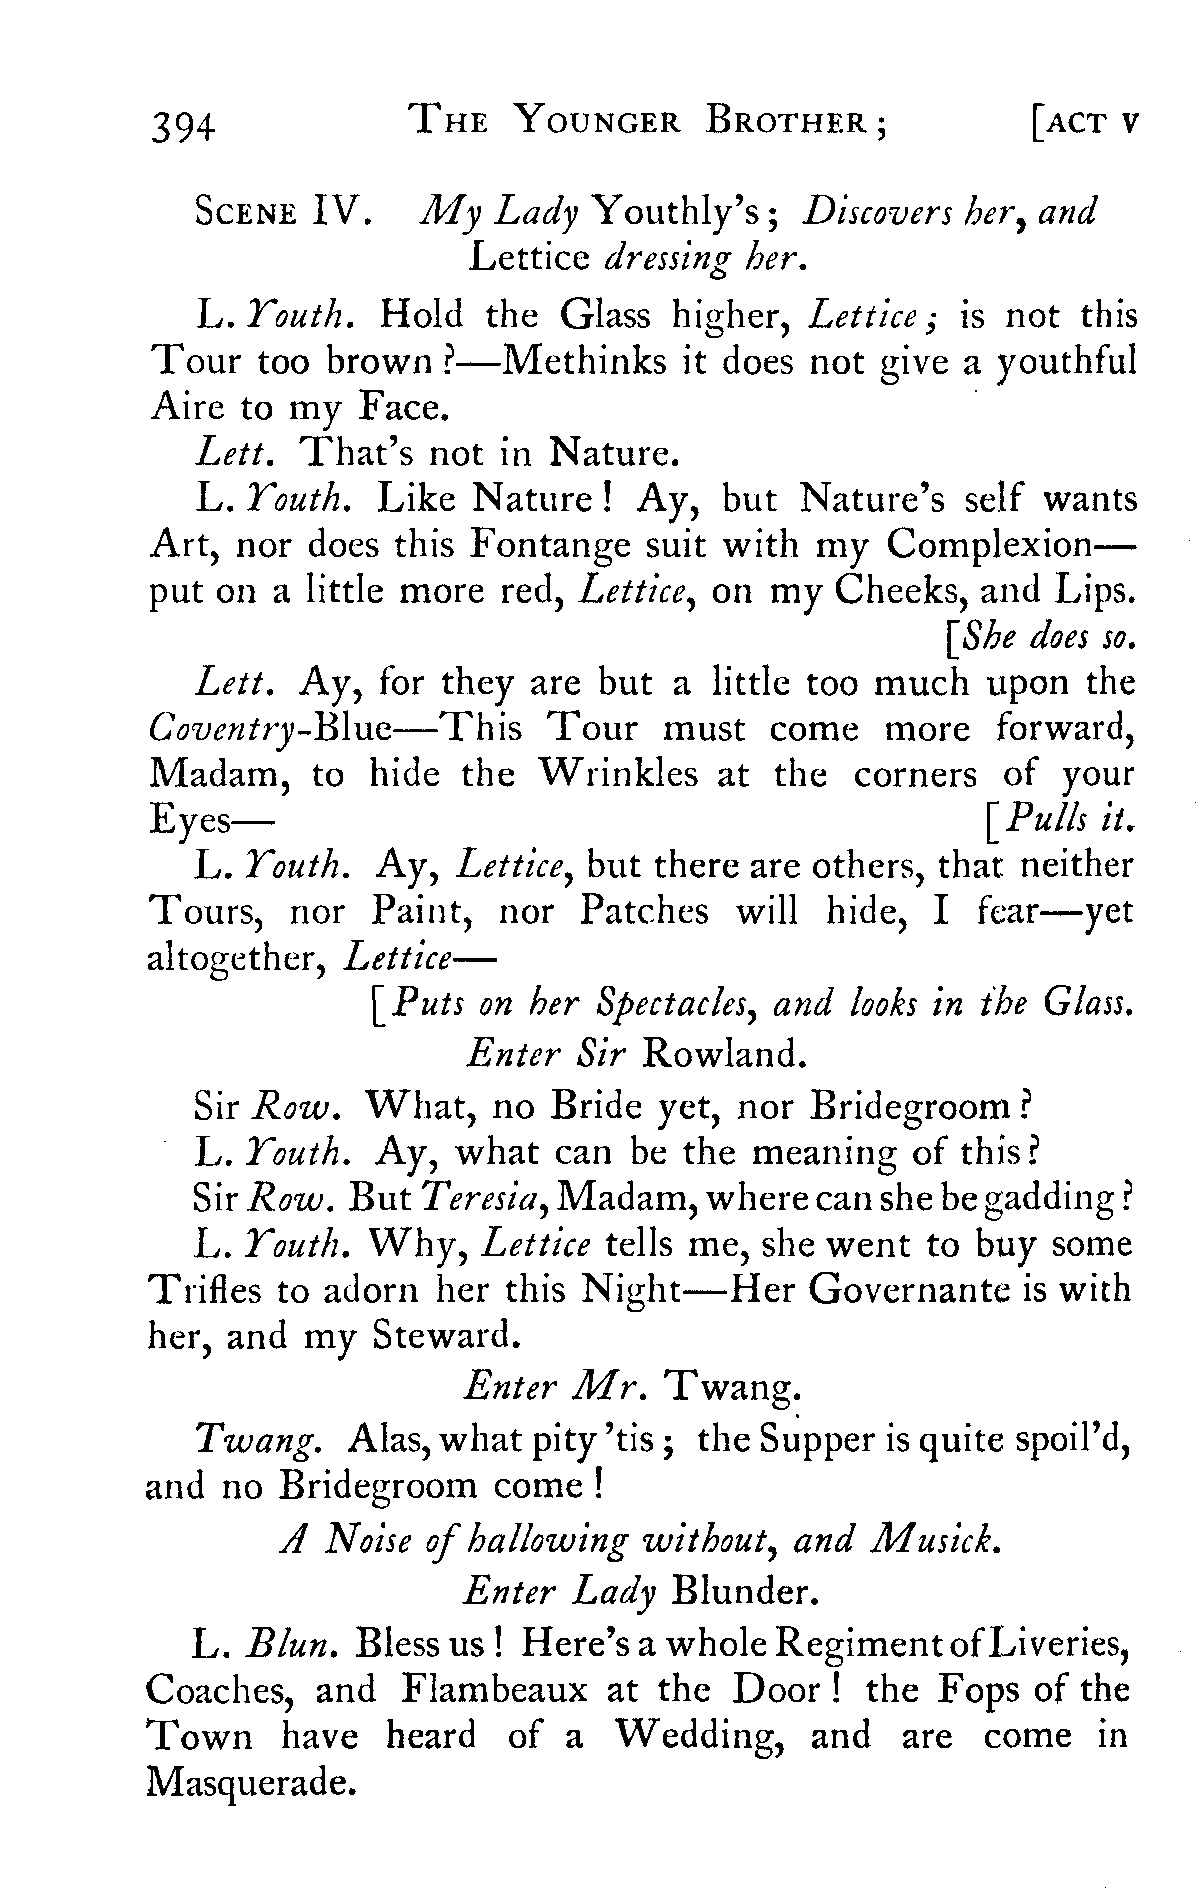 394 The Younger Brother; [ACT V
Scene IV. My Lady Youthly's; Discovers her, and
Lettice dressing her.
L. Youth. Hold the Glass higher, Lettice; is not this
Tour too brown?—Methinks it does not give a youthful
Aire to my Face.
Lett. That's not in Nature.
L. Youth. Like Nature! Ay, but Nature's self wants
Art, nor does this Fontange suit with my Complexion—
put on a little more red, Lettice, on my Cheeks, and Lips.
[She does so.
Lett. Ay, for they are but a little too much upon the
Coventry-Blue—This Tour must come more forward,
Madam, to hide the Wrinkles at the corners of your
Eyes— [Pulls it.
L. Youth. Ay, Lettice, but there are others, that neither
Tours, nor Paint, nor Patches will hide, I fear—yet
altogether, Lettice—
[Puts on her Spectacles, and looks in the Glass.
Enter Sir Rowland.
Sir Row. What, no Bride yet, nor Bridegroom?
L. Youth. Ay, what can be the meaning of this?
Sir Row. But Teresia, Madam, where can she be gadding?
L. Youth. Why, Lettice tells me, she went to buy some
Trifles to adorn her this Night—Her Governante is with
her, and my Steward.
Enter Mr. Twang.
Twang. Alas, what pity 'tis; the Supper is quite spoil'd,
and no Bridegroom come!
A Noise of hallowing without, and Musick.
Enter Lady Blunder.
L. Blun. Bless us! Here's a whole Regiment of Liveries,
Coaches, and Flambeaux at the Door! the Fops of the
Town have heard of a Wedding, and are come in
Masquerade.